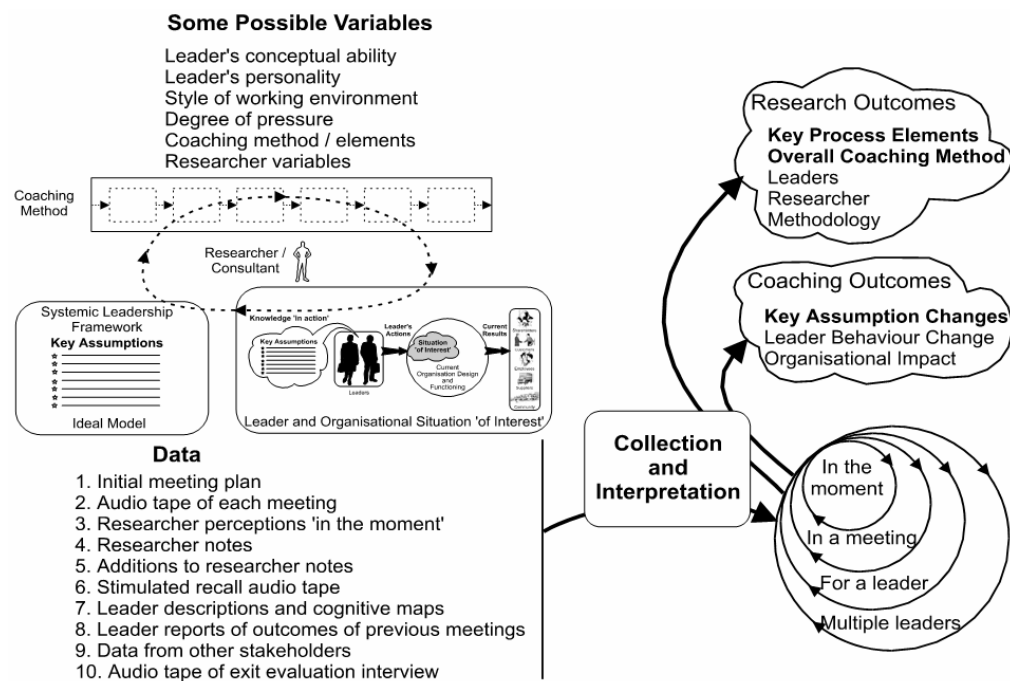 Some Possible Variables
Leader's conceptual ability
Leader's personality
Style of working environment
Degree of pressure
Coaching method / elements
Researcher variables
Coaching
Method
Researcher /
Consultant
Systemic Leadership
Framework
Key Assumptions
Ideal Model
Knowledge 'in action'
Key Assumptions
Leaders
Leader's
Actions
Situation
'of Interest'
Current
Organisation Design
and
Functioning
Current
Results
Employees
Suppliers
Community
Leader and Organisational Situation 'of Interest'
Data
1. Initial meeting plan
2. Audio tape of each meeting
3. Researcher perceptions 'in the moment'
4. Researcher notes
5. Additions to researcher notes
6. Stimulated recall audio tape
7. Leader descriptions and cognitive maps
8. Leader reports of outcomes of previous meetings
9. Data from other stakeholders
10. Audio tape of exit evaluation interview
Collection
and
Interpretation
Research Outcomes
Key Process Elements
Overall Coaching Method
Leaders
Researcher
Methodology
Coaching Outcomes
Key Assumption Changes
Leader Behaviour Change
Organisational Impact
In the
moment
In a meeting
For a leader
Multiple leaders